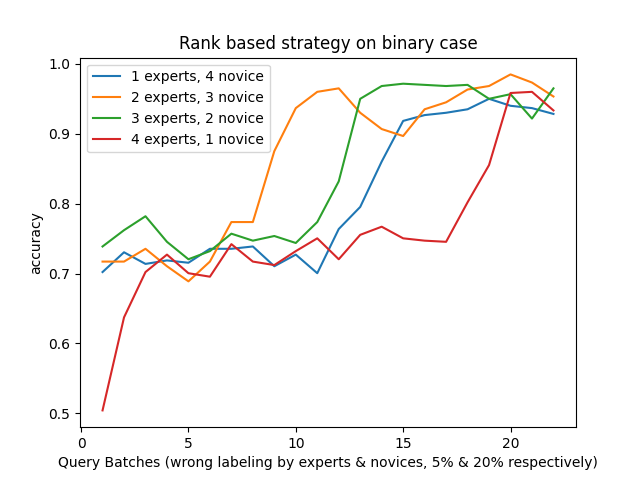 Rank based strategy on binary case
1 experts, 4 novice
2 experts, 3 novice
3 experts, 2 novice
4 experts, 1 novice
1.0
0.9
0.8
0.7
0.6
0.5
accuracy
0 5 10 15 20
Query Batches (wrong labeling by experts & novices, 5% & 20% respectively)